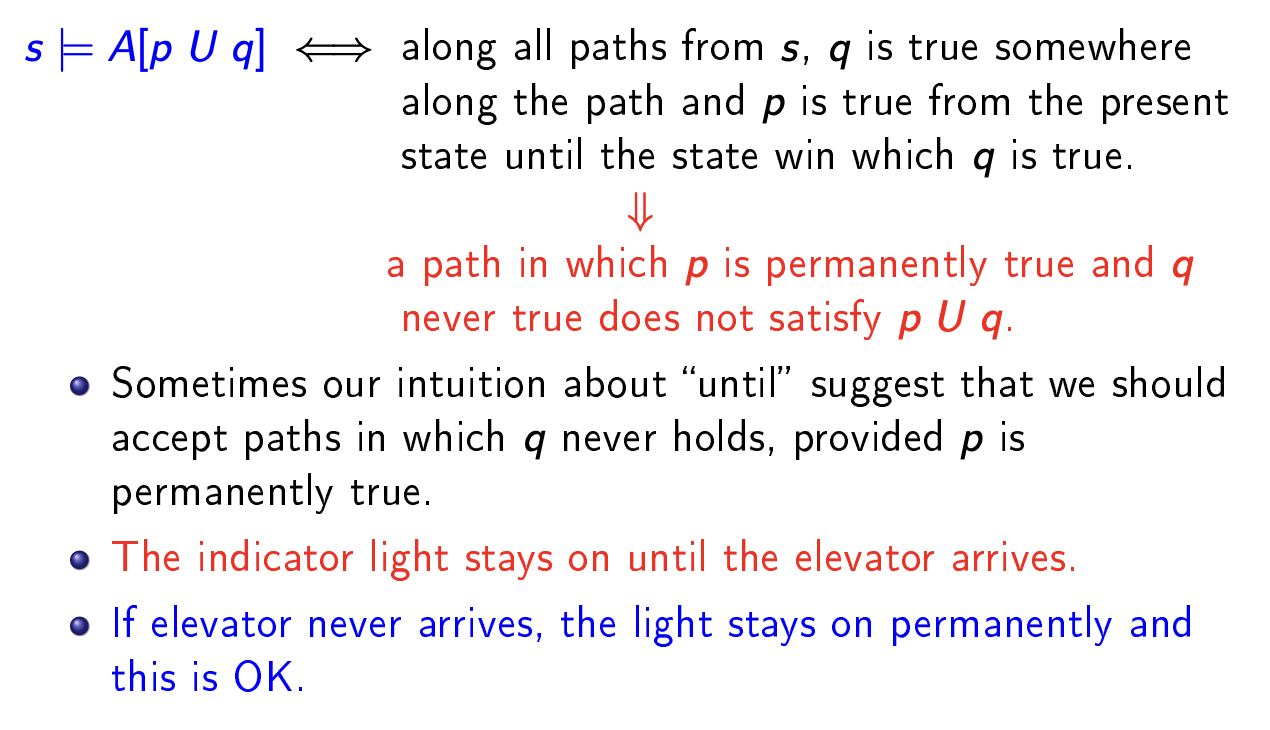 s ⊨ A[p U q] ⟺ along all paths from s, q is true somewhere
along the path and p is true from the present
state until the state win which q is true.
⇓
a path in which p is permanently true and q
never true does not satisfy p U q.
Sometimes our intuition about “until” suggest that we should
accept paths in which q never holds, provided p is
permanently true.
The indicator light stays on until the elevator arrives.
If elevator never arrives, the light stays on permanently and
this is OK.